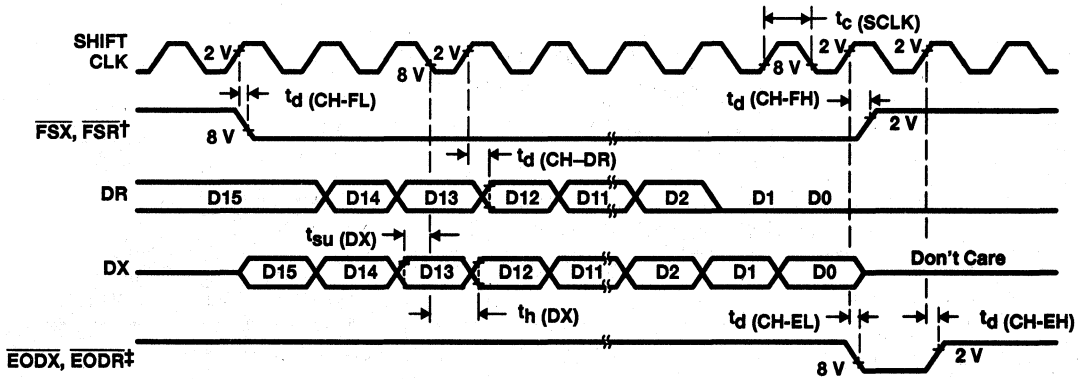 SHIFT
CLK
2 V
8 V
2 V
tc (SCLK)
8 V
2 V
2 V
td (CH-FL)
td (CH-FH)
FSX, FSR†
8 V
2 V
td (CH–DR)
DR
D15
D14
D13
D12
D11
D2
D1
D0
tsu (DX)
DX
D15
D14
D13
D12
D11
D2
D1
D0
Don't Care
th (DX)
td (CH-EL)
td (CH-EH)
EODX, EODR‡
8 V
2 V